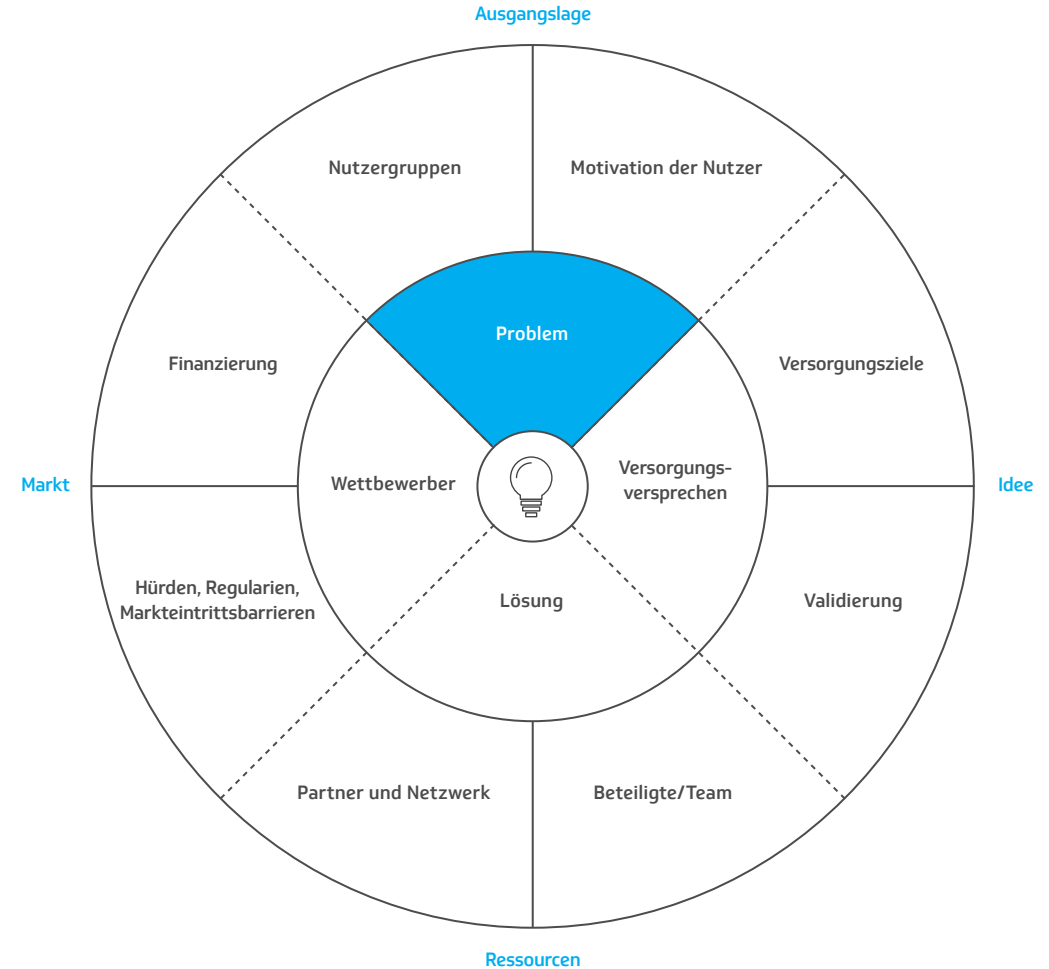 Ausgangslage
Nutzergruppen
Motivation der Nutzer
Problem
Finanzierung
Versorgungsziele
Markt
Wettbewerber
Versorgungs-
versprechen
Idee
Hürden, Regularien,
Markteintrittsbarrieren
Lösung
Validierung
Partner und Netzwerk
Beteiligte/Team
Ressourcen